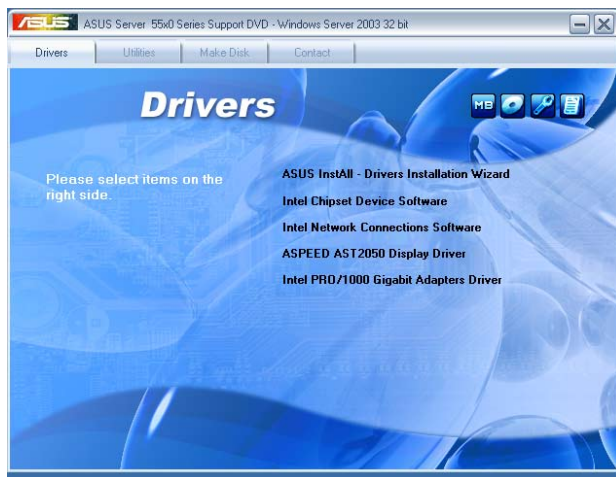 ASUS
ASUS Server 55x0 Series Support DVD - Windows Server 2003 32 bit
Drivers
Utilities
Make Disk
Contact
Drivers
MB
Please select items on the
right side.
ASUS InstAll - Drivers Installation Wizard
Intel Chipset Device Software
Intel Network Connections Software
ASPEED AST2050 Display Driver
Intel PRO/1000 Gigabit Adapters Driver